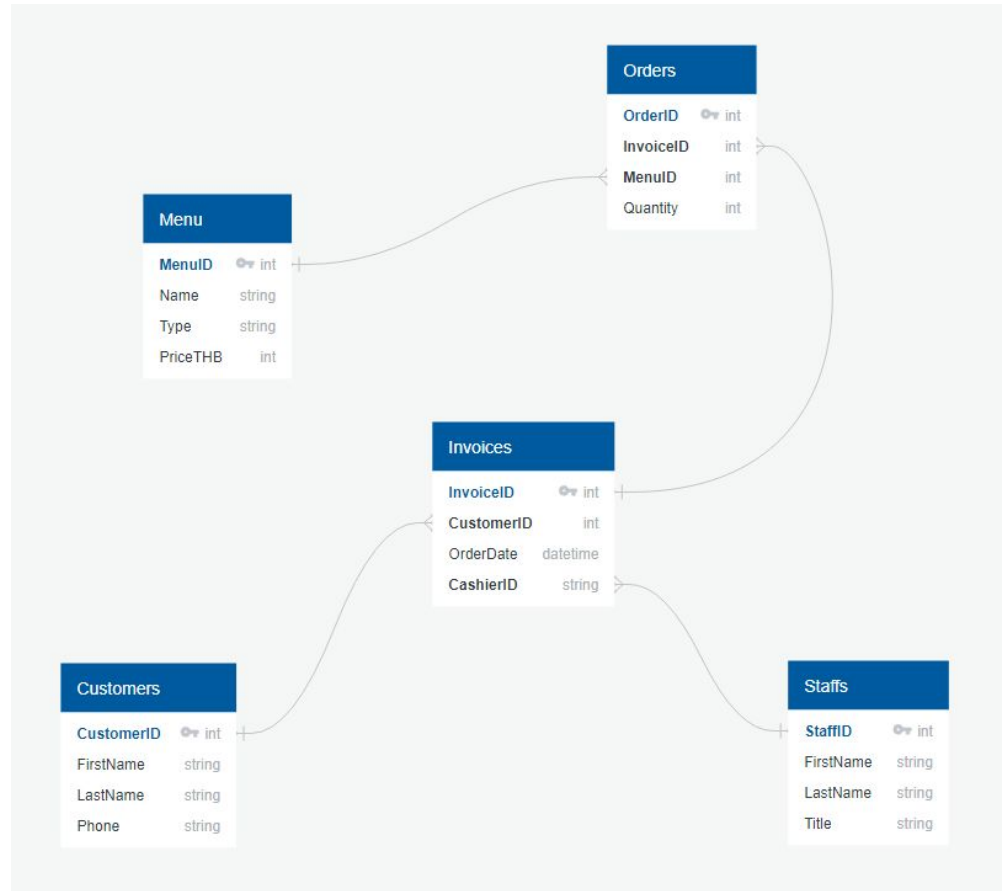 Orders
OrderID int
InvoiceID int
MenuID int
Quantity int
Menu
MenuID int
Name string
Type string
PriceTHB int
Invoices
InvoiceID int
CustomerID int
OrderDate datetime
CashierID string
Customers
CustomerID int
FirstName string
LastName string
Phone string
Staffs
StaffID int
FirstName string
LastName string
Title string